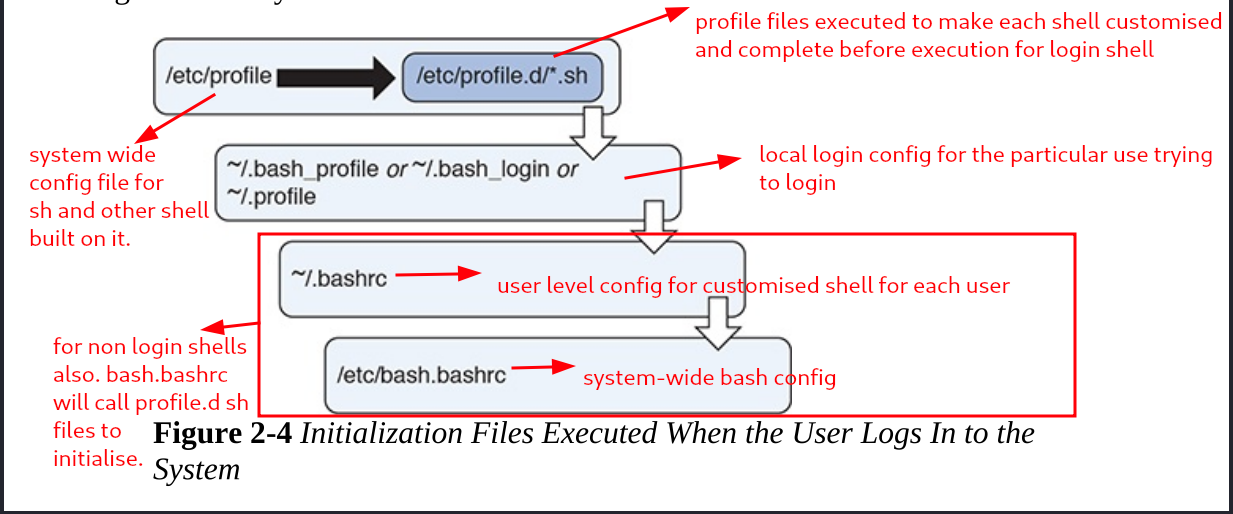 profile files executed to make each shell customised
and complete before execution for login shell
/etc/profile
/etc/profile.d/*.sh
system wide
config file for
sh and other shell
built on it.
~/.bash_profile or ~/.bash_login or
~/.profile
local login config for the particular use trying
to login
~/.bashrc
user level config for customised shell for each user
/etc/bash.bashrc
system-wide bash config
for non login shells
also. bash.bashrc
will call profile.d sh
files to
initialise.
Figure 2-4 Initialization Files Executed When the User Logs In to the
System